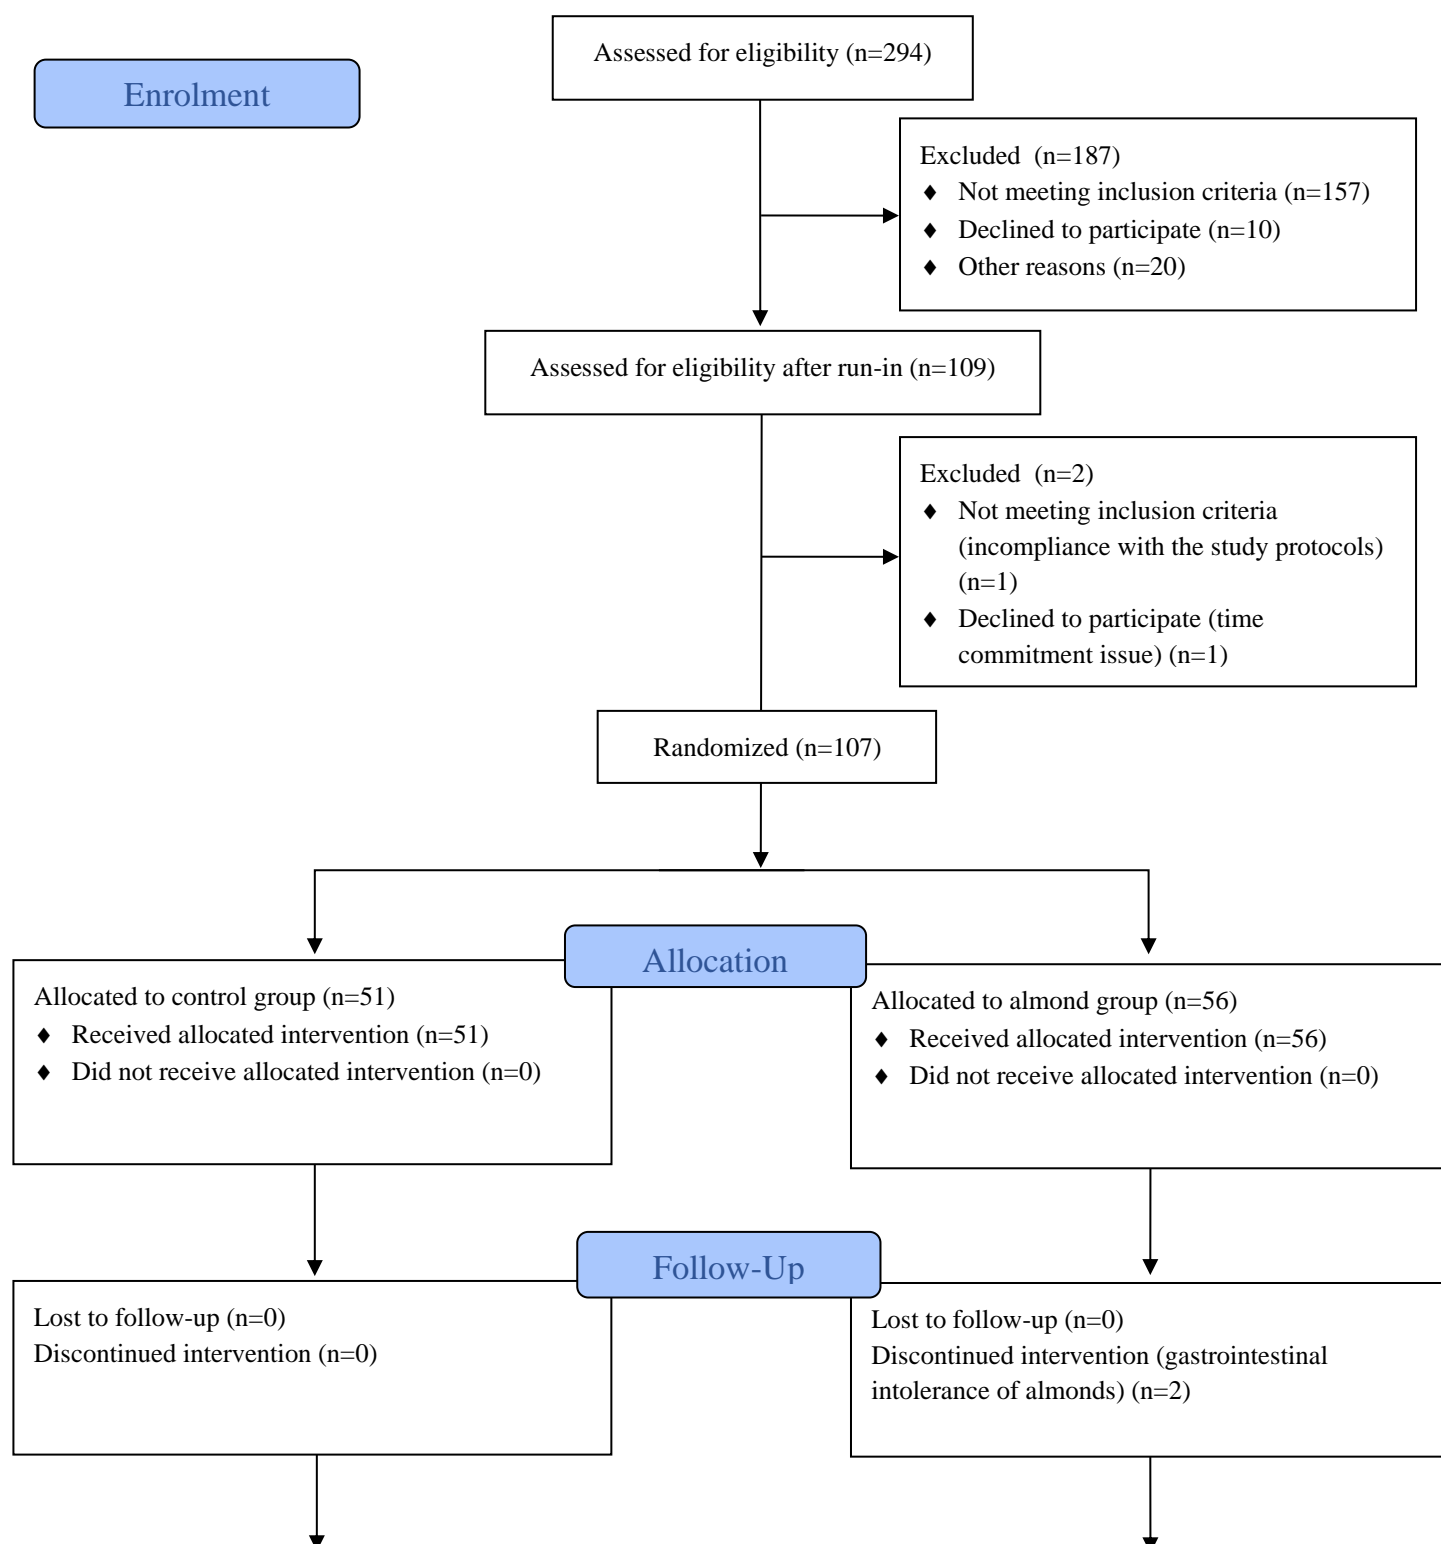 Assessed for eligibility (n=294)
Enrolment
Excluded  (n=187)
♦ Not meeting inclusion criteria (n=157)
♦ Declined to participate (n=10)
♦ Other reasons (n=20)
Assessed for eligibility after run-in (n=109)
Excluded  (n=2)
♦ Not meeting inclusion criteria
(incompliance with the study protocols)
(n=1)
♦ Declined to participate (time
commitment issue) (n=1)
Randomized (n=107)
Allocation
Allocated to control group (n=51)
♦ Received allocated intervention (n=51)
♦ Did not receive allocated intervention (n=0)
Allocated to almond group (n=56)
♦ Received allocated intervention (n=56)
♦ Did not receive allocated intervention (n=0)
Follow-Up
Lost to follow-up (n=0)
Discontinued intervention (n=0)
Lost to follow-up (n=0)
Discontinued intervention (gastrointestinal
intolerance of almonds) (n=2)